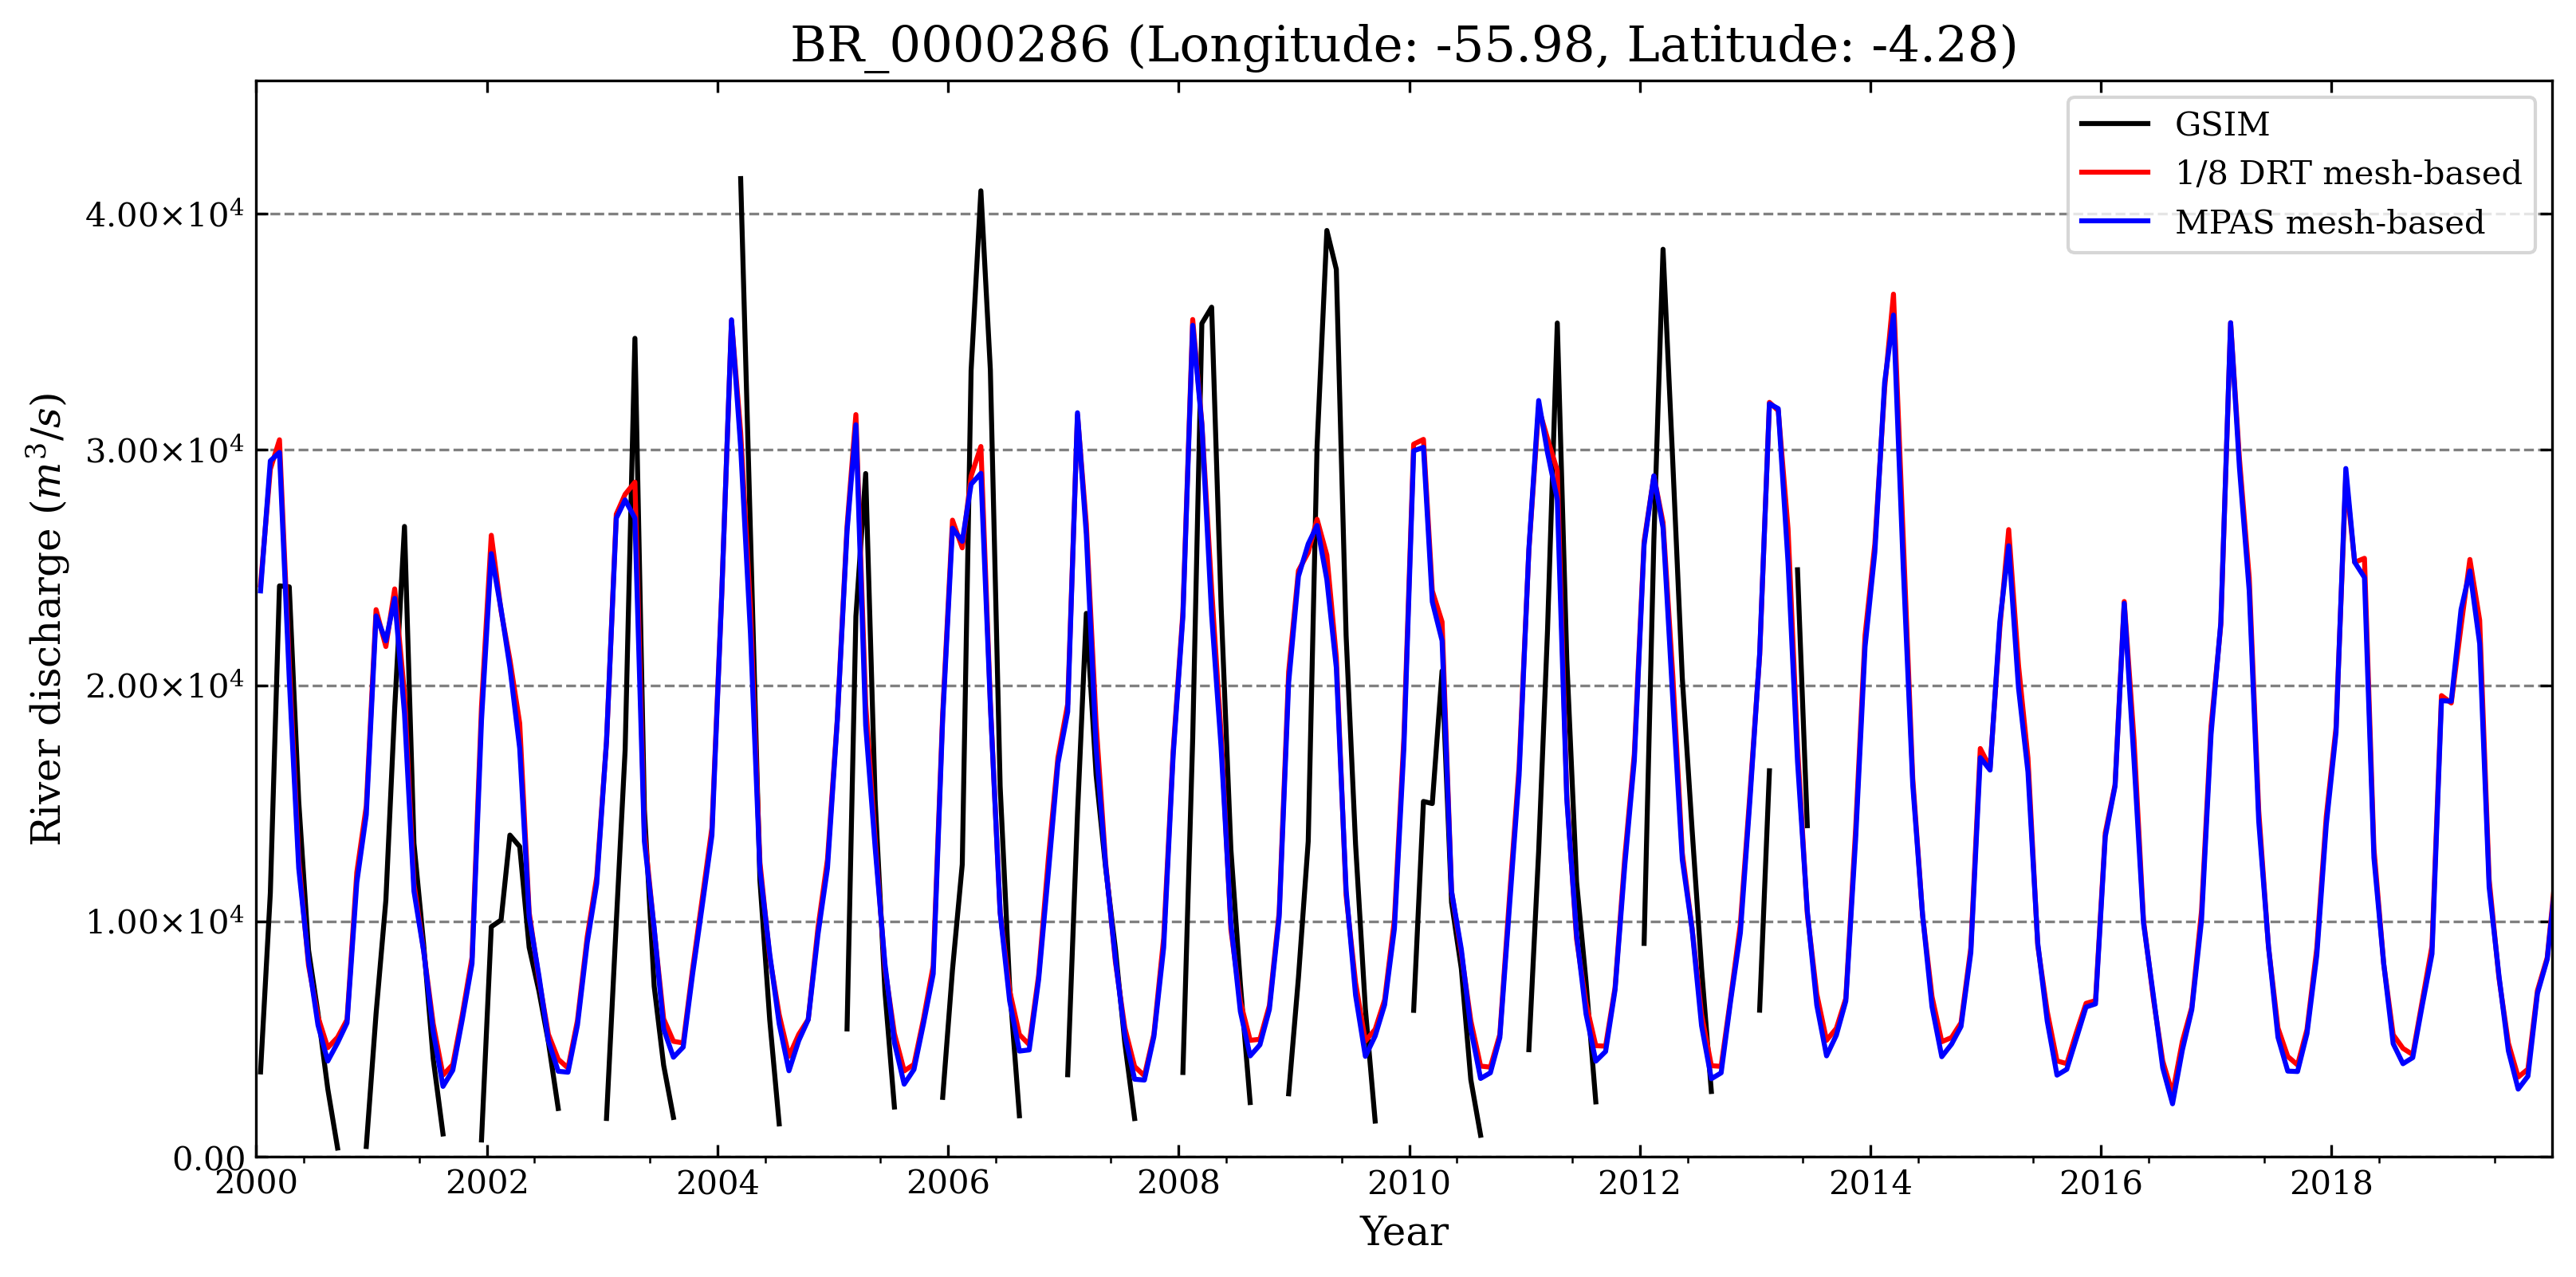 BR_0000286 (Longitude: -55.98, Latitude: -4.28)
GSIM
1/8 DRT mesh-based
MPAS mesh-based
4.00×10⁴
3.00×10⁴
2.00×10⁴
1.00×10⁴
0.00
River discharge (m³/s)
2000 2002 2004 2006 2008 2010 2012 2014 2016 2018
Year